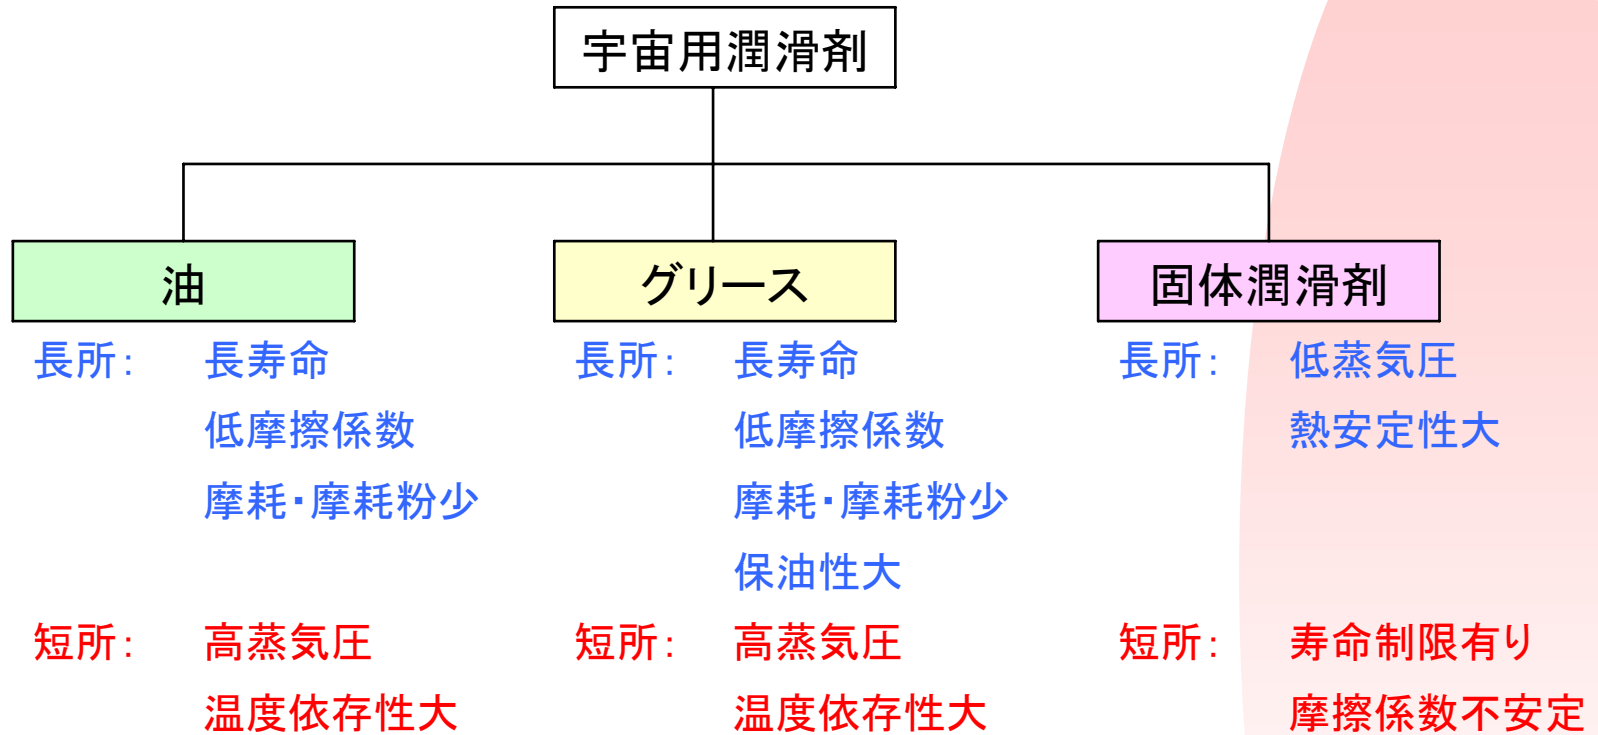 宇宙用潤滑剤
油
長所： 長寿命
低摩擦係数
摩耗・摩耗粉少
短所： 高蒸気圧
温度依存性大
グリース
長所： 長寿命
低摩擦係数
摩耗・摩耗粉少
保油性大
短所： 高蒸気圧
温度依存性大
固体潤滑剤
長所： 低蒸気圧
熱安定性大
短所： 寿命制限有り
摩擦係数不安定